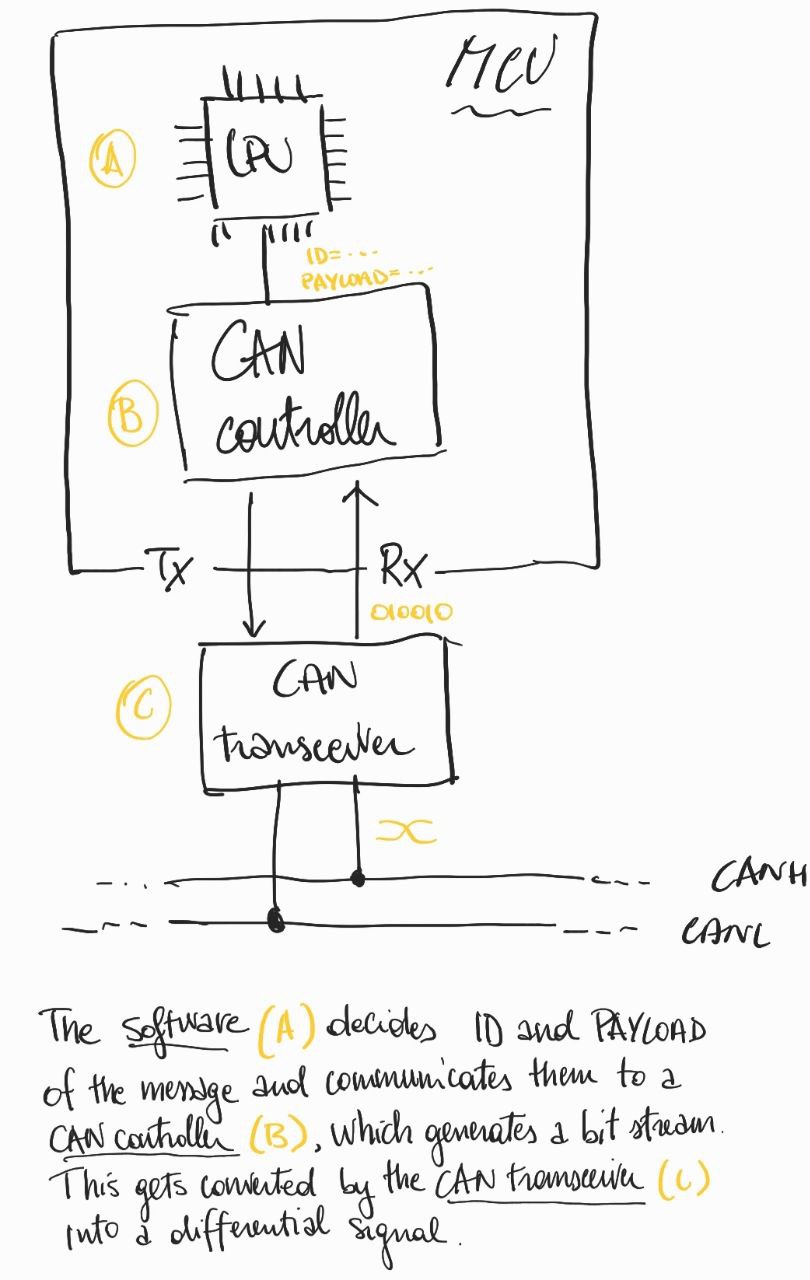 MCU
CPU
A
ID=...
PAYLOAD=...
CAN
controller
B
Tx
Rx
010010
CAN
transceiver
C
CANH
CANL
The software (A) decides ID and PAYLOAD
of the message and communicates them to a
CAN controller (B), which generates a bit stream.
This gets converted by the CAN transceiver (C)
into a differential signal.